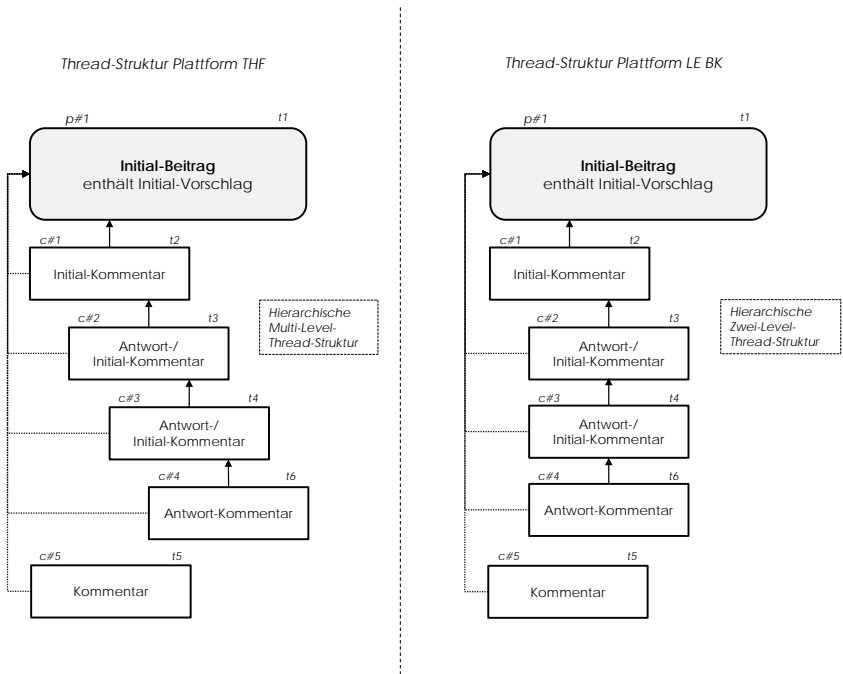 Thread-Struktur Plattform THF
p#1
t1
Initial-Beitrag
enthält Initial-Vorschlag
c#1
t2
Initial-Kommentar
c#2
t3
Antwort-/
Initial-Kommentar
Hierarchische
Multi-Level-
Thread-Struktur
c#3
t4
Antwort-/
Initial-Kommentar
c#4
t6
Antwort-Kommentar
c#5
t5
Kommentar
Thread-Struktur Plattform LE BK
p#1
t1
Initial-Beitrag
enthält Initial-Vorschlag
c#1
t2
Initial-Kommentar
c#2
t3
Antwort-/
Initial-Kommentar
Hierarchische
Zwei-Level-
Thread-Struktur
c#3
t4
Antwort-/
Initial-Kommentar
c#4
t6
Antwort-Kommentar
c#5
t5
Kommentar